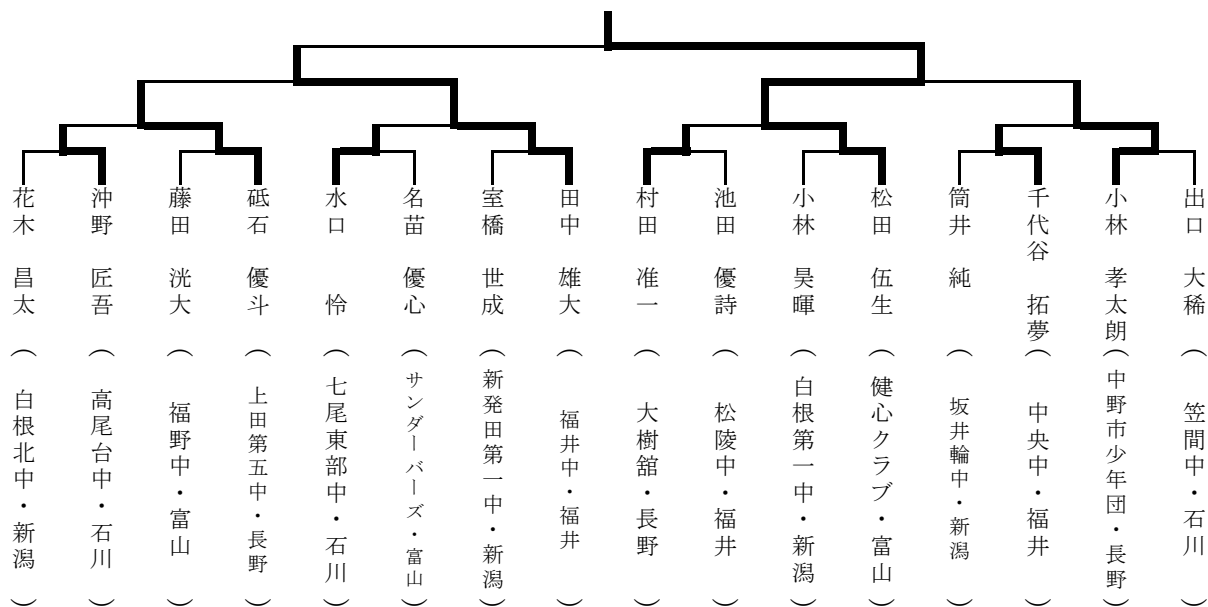 花木 昌太（白根北中・新潟）
沖野 匠吾（高尾台中・石川）
藤田 洸大（福野中・富山）
砥石 優斗（上田第五中・長野）
水口 怜（七尾東部中・石川）
名苗 優心（サンダーバーズ・富山）
室橋 世成（新発田第一中・新潟）
田中 雄大（福井中・福井）
村田 准一（大樹舘・長野）
池田 優詩（松陵中・福井）
小林 昊暉（白根第一中・新潟）
松田 伍生（健心クラブ・富山）
筒井 純（坂井輪中・新潟）
千代谷 拓夢（中央中・福井）
小林 孝太朗（中野市少年団・長野）
出口 大稀（笠間中・石川）